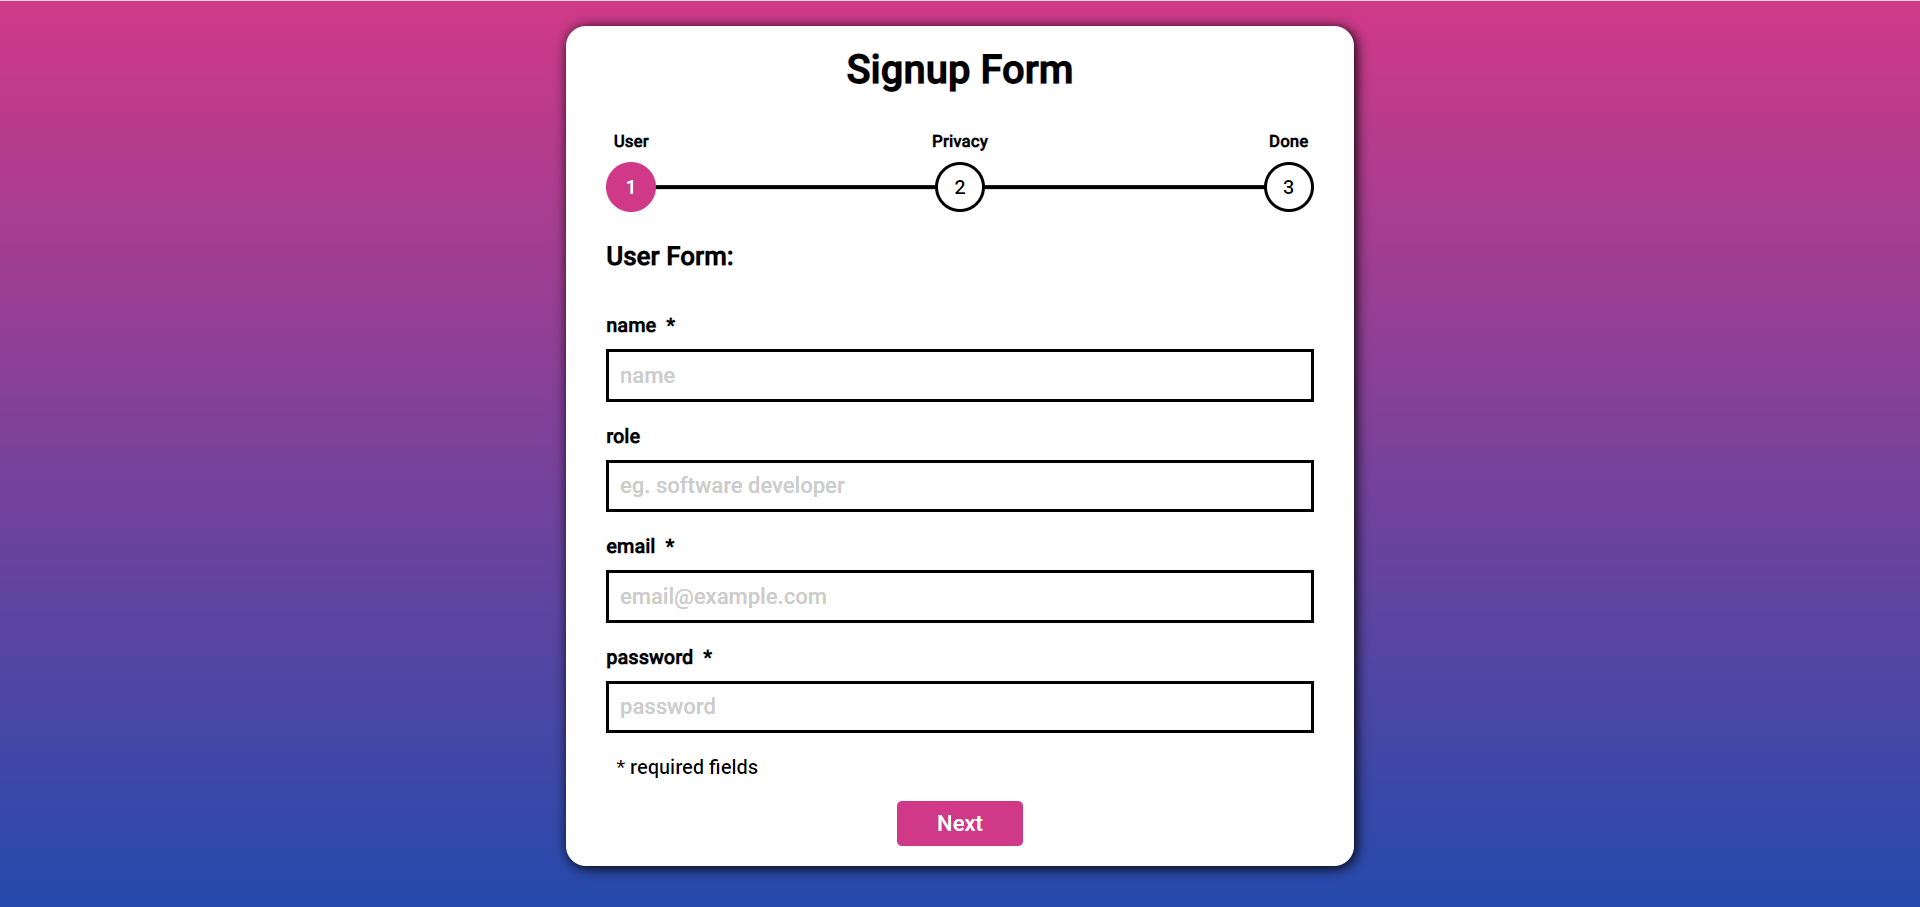 Signup Form
User Privacy Done
1 2 3
User Form:
name *
name
role
eg. software developer
email *
email@example.com
password *
password
* required fields
Next